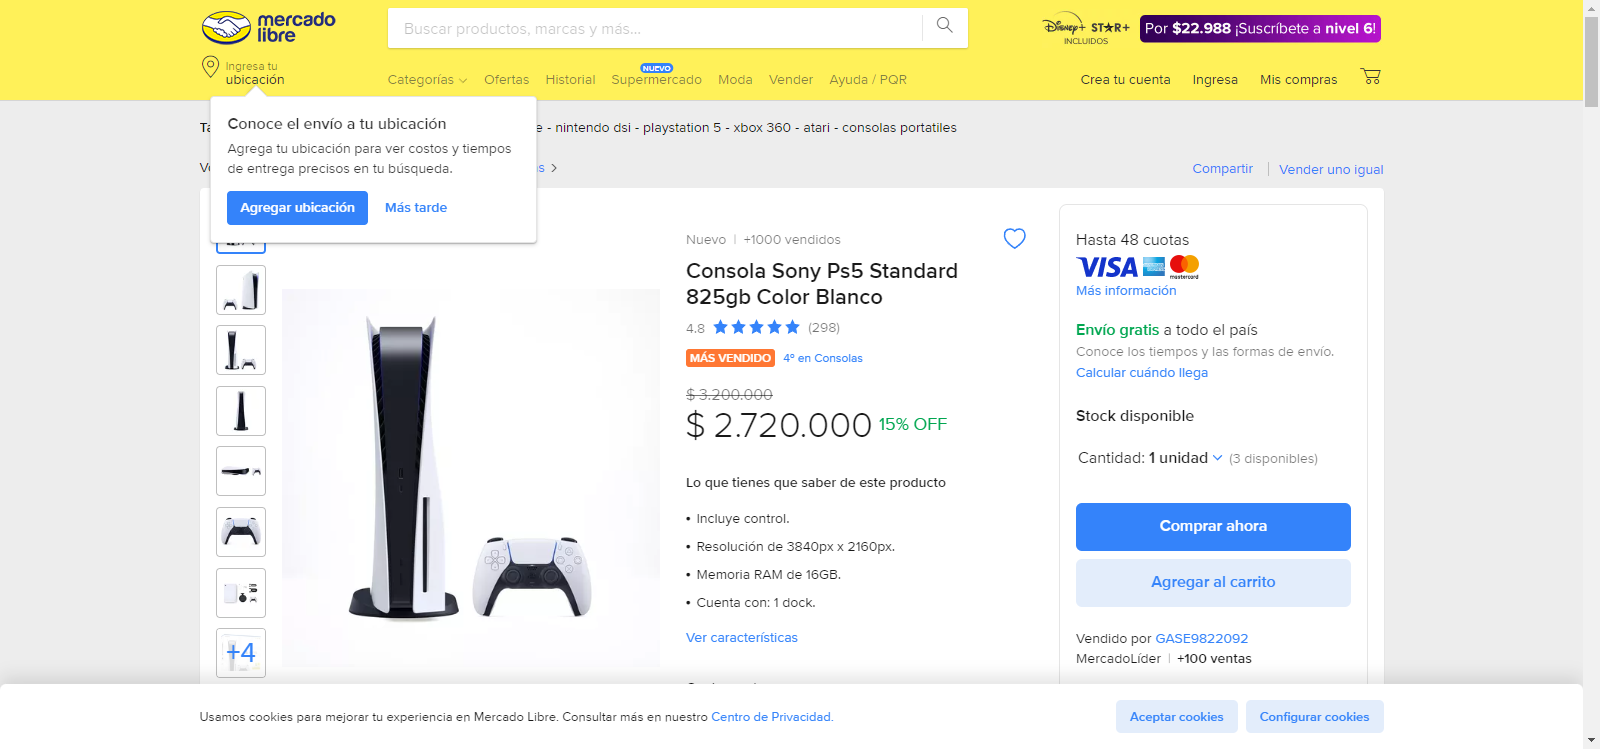 mercado
libre
Buscar productos, marcas y más...
Disney+ STAR+
INCLUIDOS
Por $22.988 ¡Suscríbete a nivel 6!
Ingresa tu
ubicación
Categorías
Ofertas
Historial
NUEVO
Supermercado
Moda
Vender
Ayuda / PQR
Crea tu cuenta
Ingresa
Mis compras
Conoce el envío a tu ubicación
Agrega tu ubicación para ver costos y tiempos
de entrega precisos en tu búsqueda.
Agregar ubicación
Más tarde
- nintendo dsi - playstation 5 - xbox 360 - atari - consolas portatiles
Compartir
Vender uno igual
Nuevo | +1000 vendidos
Consola Sony Ps5 Standard
825gb Color Blanco
4.8 (298)
MÁS VENDIDO 4º en Consolas
$ 3.200.000
$ 2.720.000 15% OFF
Lo que tienes que saber de este producto
• Incluye control.
• Resolución de 3840px x 2160px.
• Memoria RAM de 16GB.
• Cuenta con: 1 dock.
Ver características
+4
Hasta 48 cuotas
VISA
mastercard
Más información
Envío gratis a todo el país
Conoce los tiempos y las formas de envío.
Calcular cuándo llega
Stock disponible
Cantidad: 1 unidad (3 disponibles)
Comprar ahora
Agregar al carrito
Vendido por GASE9822092
MercadoLíder | +100 ventas
Usamos cookies para mejorar tu experiencia en Mercado Libre. Consultar más en nuestro Centro de Privacidad.
Aceptar cookies
Configurar cookies